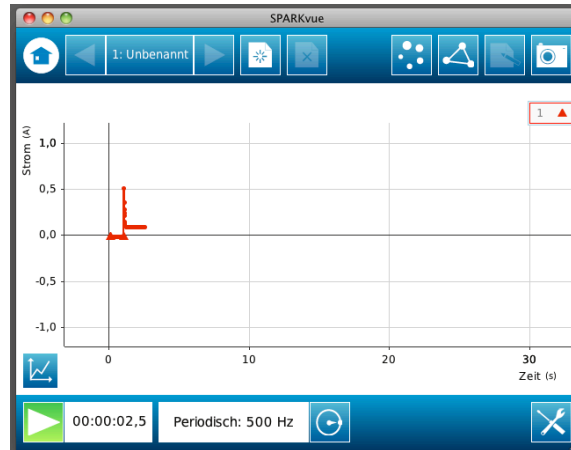 SPARKvue
1: Unbenannt
1
Strom (A)
1,0
0,5
0,0
-0,5
-1,0
0
10
20
30
Zeit (s)
00:00:02,5
Periodisch: 500 Hz